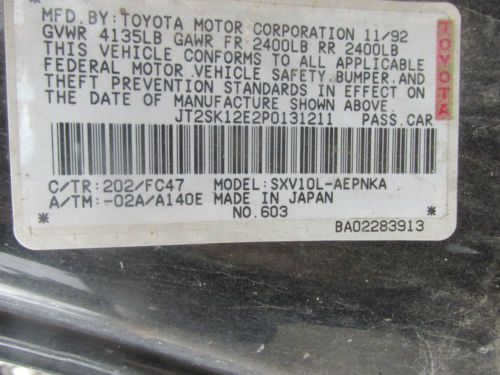 MFD. BY: TOYOTA MOTOR CORPORATION 11/92
GVWR 4135LB GAWR FR 2400LB RR 2400LB
THIS VEHICLE CONFORMS TO ALL APPLICABLE
FEDERAL MOTOR VEHICLE SAFETY, BUMPER, AND
THEFT PREVENTION STANDARDS IN EFFECT ON
THE DATE OF MANUFACTURE SHOWN ABOVE.
JT2SK12E2P0131211 PASS. CAR
C/TR: 202/FC47 MODEL: SXV10L-AEPNKA
A/TM: -02A/A140E MADE IN JAPAN
NO. 603
BA02283913
TOYOTA